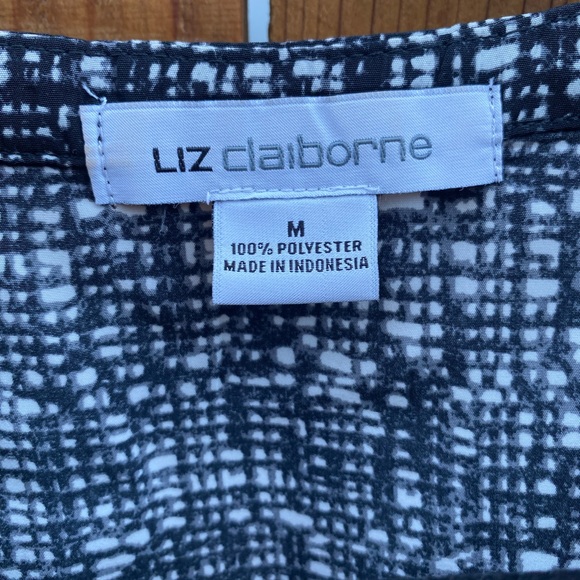 LIZ claiborne
M
100% POLYESTER
MADE IN INDONESIA